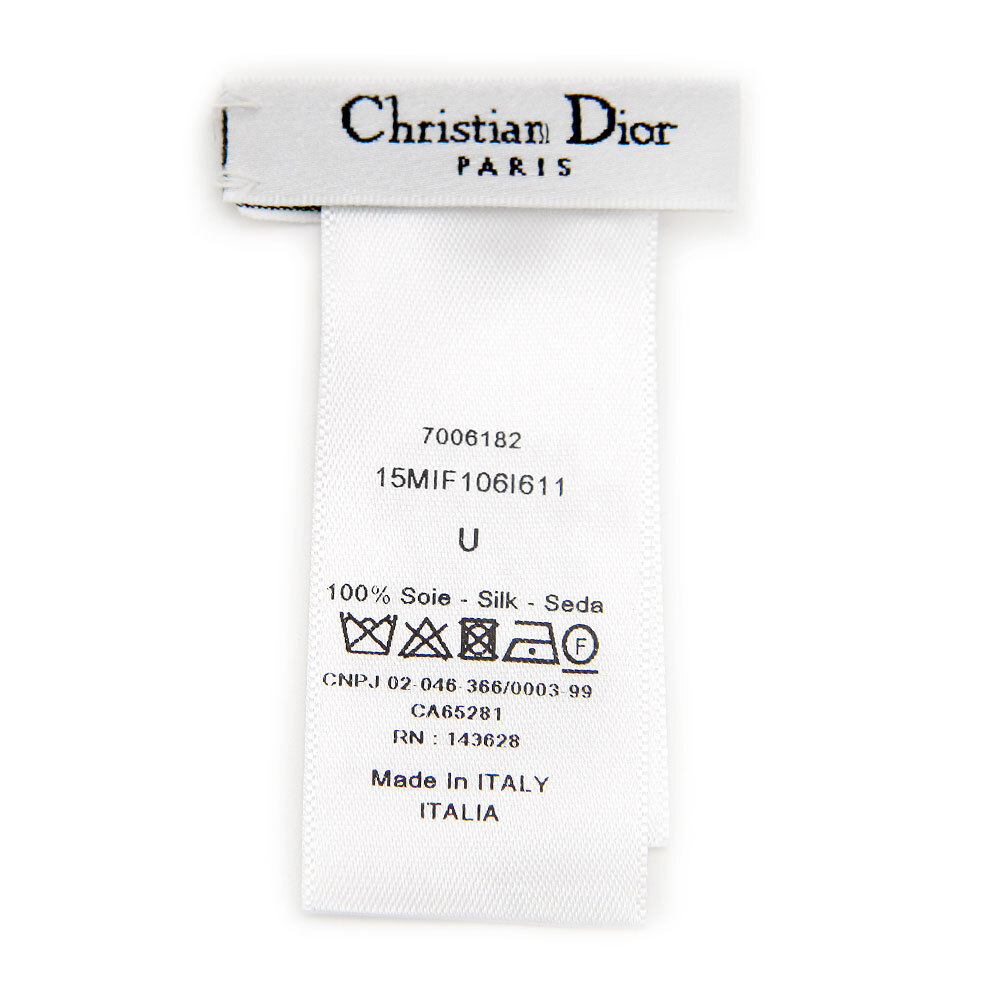 Christian Dior
PARIS
7006182
15MIF106I611
U
100% Soie - Silk - Seda
F
CNPJ 02-046-366/0003-99
CA65281
RN : 143628
Made In ITALY
ITALIA